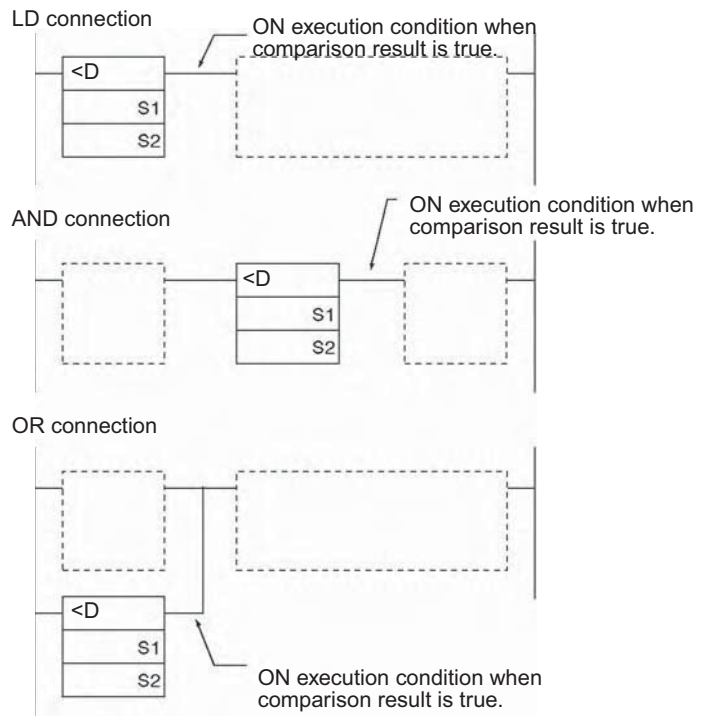 LD connection
ON execution condition when
comparison result is true.
<D
S1
S2
AND connection
ON execution condition when
comparison result is true.
<D
S1
S2
OR connection
<D
S1
S2
ON execution condition when
comparison result is true.